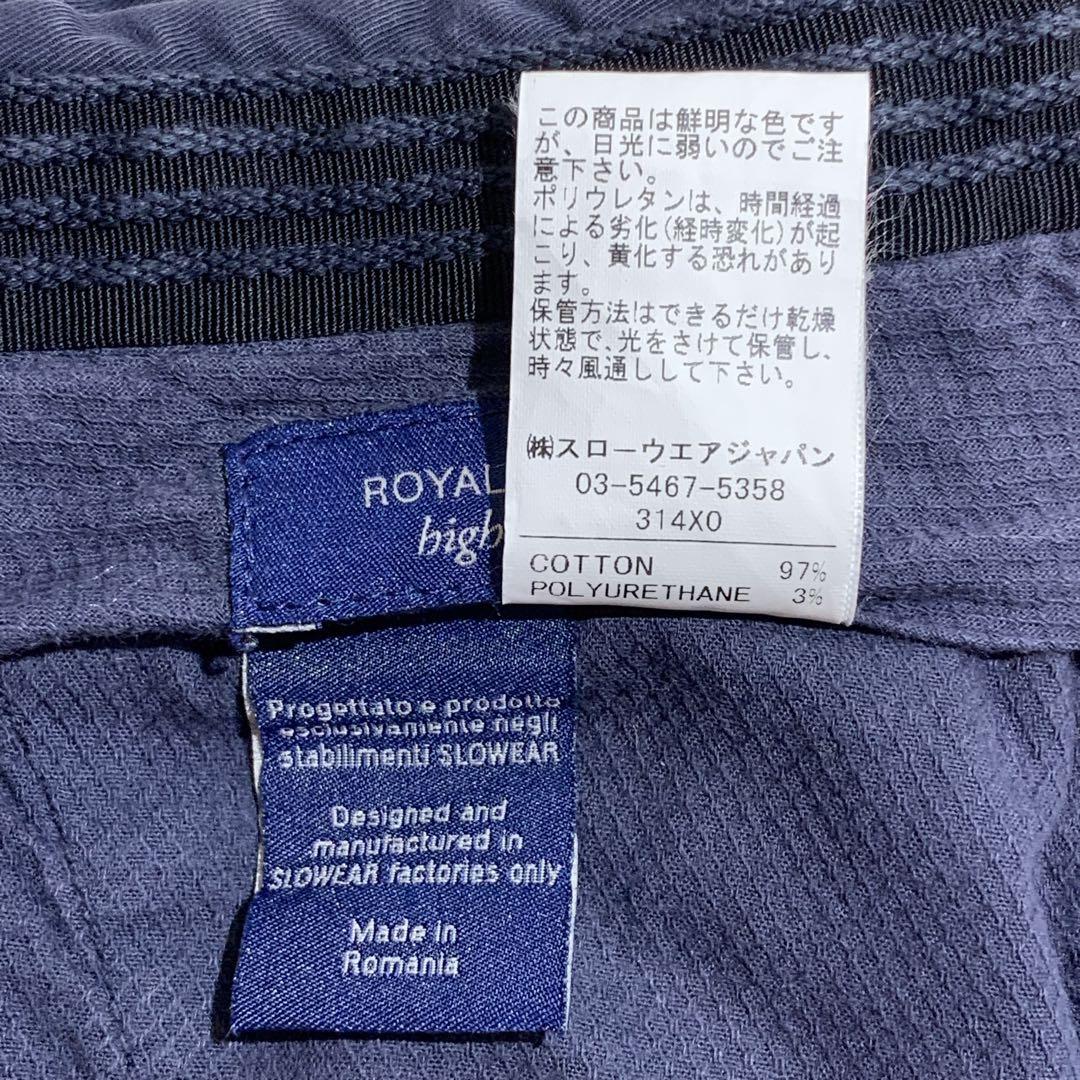 この商品は鮮明な色です
が、日光に弱いのでご注
意下さい。
ポリウレタンは、時間経過
による劣化(経時変化)が起
こり、黄化する恐れがあり
ます。
保管方法はできるだけ乾燥
状態で、光をさけて保管し、
時々風通しして下さい。
㈱スローウエアジャパン
03-5467-5358
314X0
COTTON 97%
POLYURETHANE 3%
ROYAL
high
Progettato e prodotto
esclusivamente negli
stabilimenti SLOWEAR
Designed and
manufactured in
SLOWEAR factories only
Made in
Romania